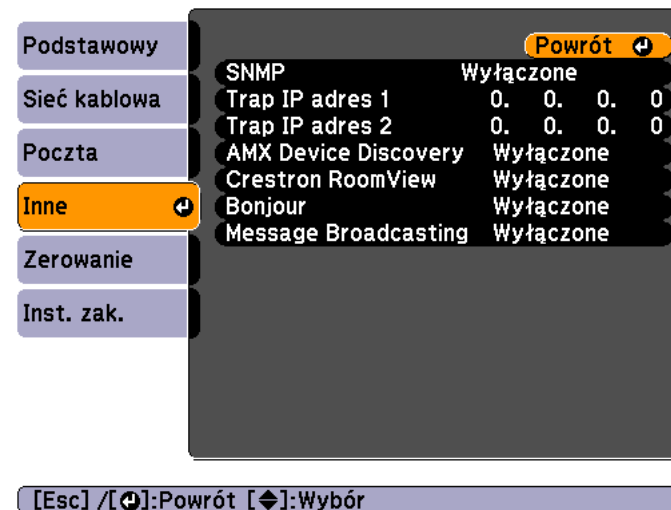 Podstawowy
Sieć kablowa
Poczta
Inne
Zerowanie
Inst. zak.
Powrót
SNMP Wyłączone
Trap IP adres 1 0. 0. 0. 0
Trap IP adres 2 0. 0. 0. 0
AMX Device Discovery Wyłączone
Crestron RoomView Wyłączone
Bonjour Wyłączone
Message Broadcasting Wyłączone
[Esc] /[⏎]:Powrót [◆]:Wybór